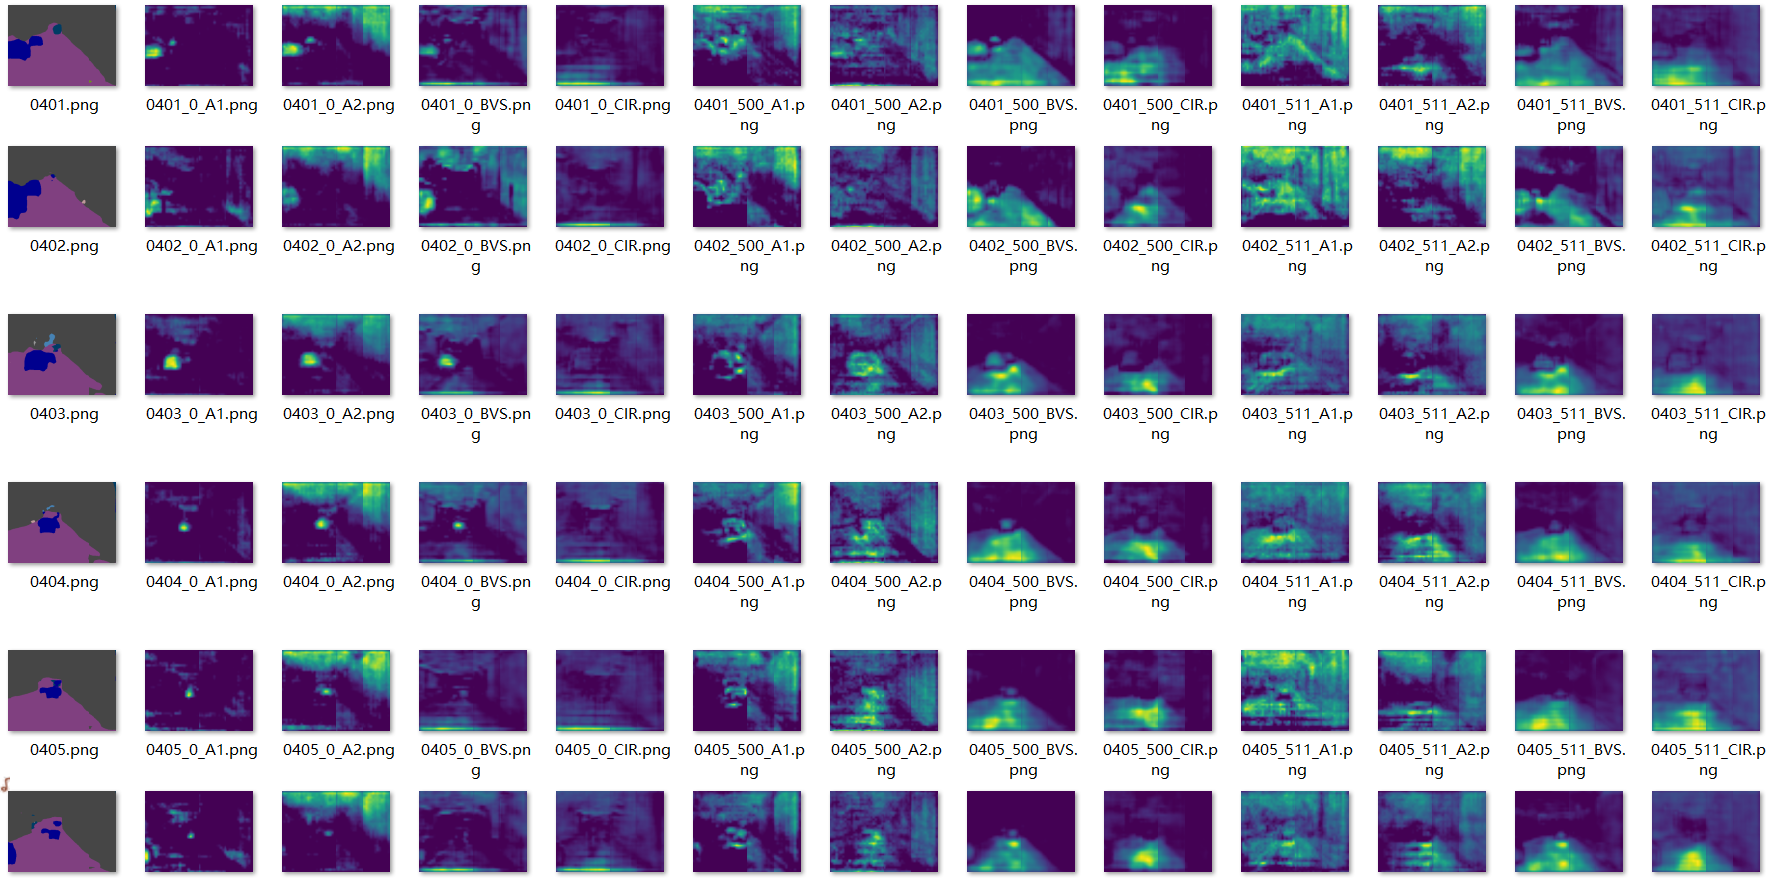 0401.png 0401_0_A1.png 0401_0_A2.png 0401_0_BVS.pn 0401_0_CIR.png 0401_500_A1.p 0401_500_A2.p 0401_500_BVS. 0401_500_CIR.p 0401_511_A1.p 0401_511_A2.p 0401_511_BVS. 0401_511_CIR.p
g ng ng png ng ng ng png ng
0402.png 0402_0_A1.png 0402_0_A2.png 0402_0_BVS.pn 0402_0_CIR.png 0402_500_A1.p 0402_500_A2.p 0402_500_BVS. 0402_500_CIR.p 0402_511_A1.p 0402_511_A2.p 0402_511_BVS. 0402_511_CIR.p
g ng ng png ng ng ng png ng
0403.png 0403_0_A1.png 0403_0_A2.png 0403_0_BVS.pn 0403_0_CIR.png 0403_500_A1.p 0403_500_A2.p 0403_500_BVS. 0403_500_CIR.p 0403_511_A1.p 0403_511_A2.p 0403_511_BVS. 0403_511_CIR.p
g ng ng png ng ng ng png ng
0404.png 0404_0_A1.png 0404_0_A2.png 0404_0_BVS.pn 0404_0_CIR.png 0404_500_A1.p 0404_500_A2.p 0404_500_BVS. 0404_500_CIR.p 0404_511_A1.p 0404_511_A2.p 0404_511_BVS. 0404_511_CIR.p
g ng ng png ng ng ng png ng
0405.png 0405_0_A1.png 0405_0_A2.png 0405_0_BVS.pn 0405_0_CIR.png 0405_500_A1.p 0405_500_A2.p 0405_500_BVS. 0405_500_CIR.p 0405_511_A1.p 0405_511_A2.p 0405_511_BVS. 0405_511_CIR.p
g ng ng png ng ng ng png ng